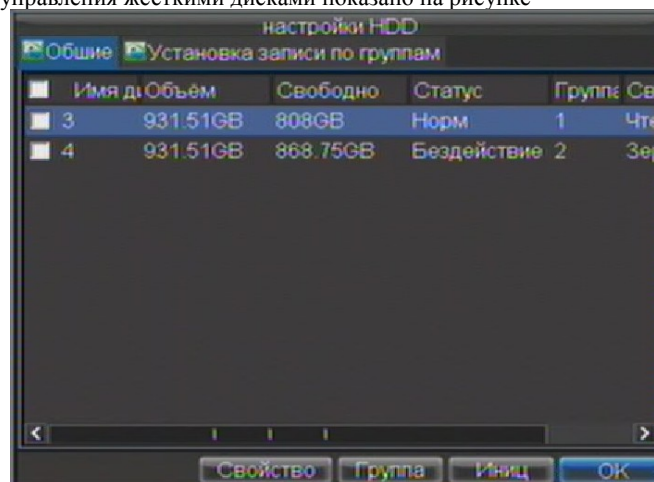 управления жесткими дисками показано на рисунке
настройки HDD
Общие Установка записи по группам
Имя ди Объём Свободно Статус Группа Св
3 931.51GB 808GB Норм 1 Чте
4 931.51GB 868.75GB Бездействие 2 Зер
Свойство Группа Иниц OK